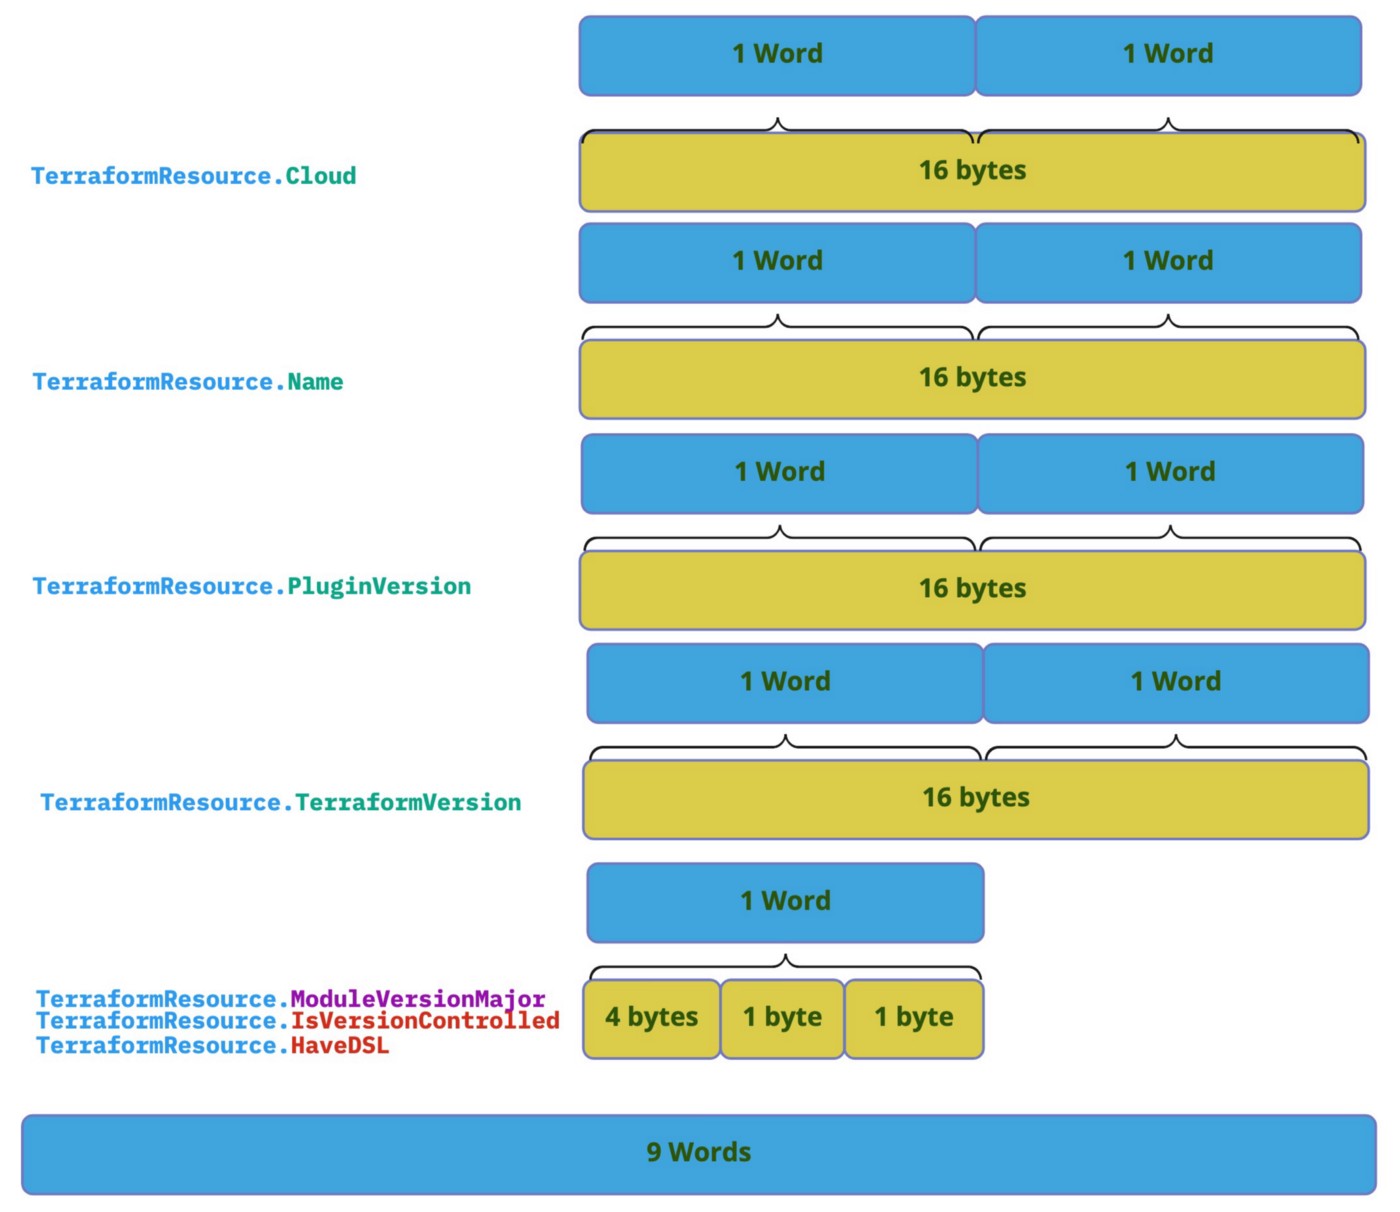 1 Word 1 Word
TerraformResource.Cloud 16 bytes
1 Word 1 Word
TerraformResource.Name 16 bytes
1 Word 1 Word
TerraformResource.PluginVersion 16 bytes
1 Word 1 Word
TerraformResource.TerraformVersion 16 bytes
1 Word
TerraformResource.ModuleVersionMajor
TerraformResource.IsVersionControlled
TerraformResource.HaveDSL
4 bytes 1 byte 1 byte
9 Words